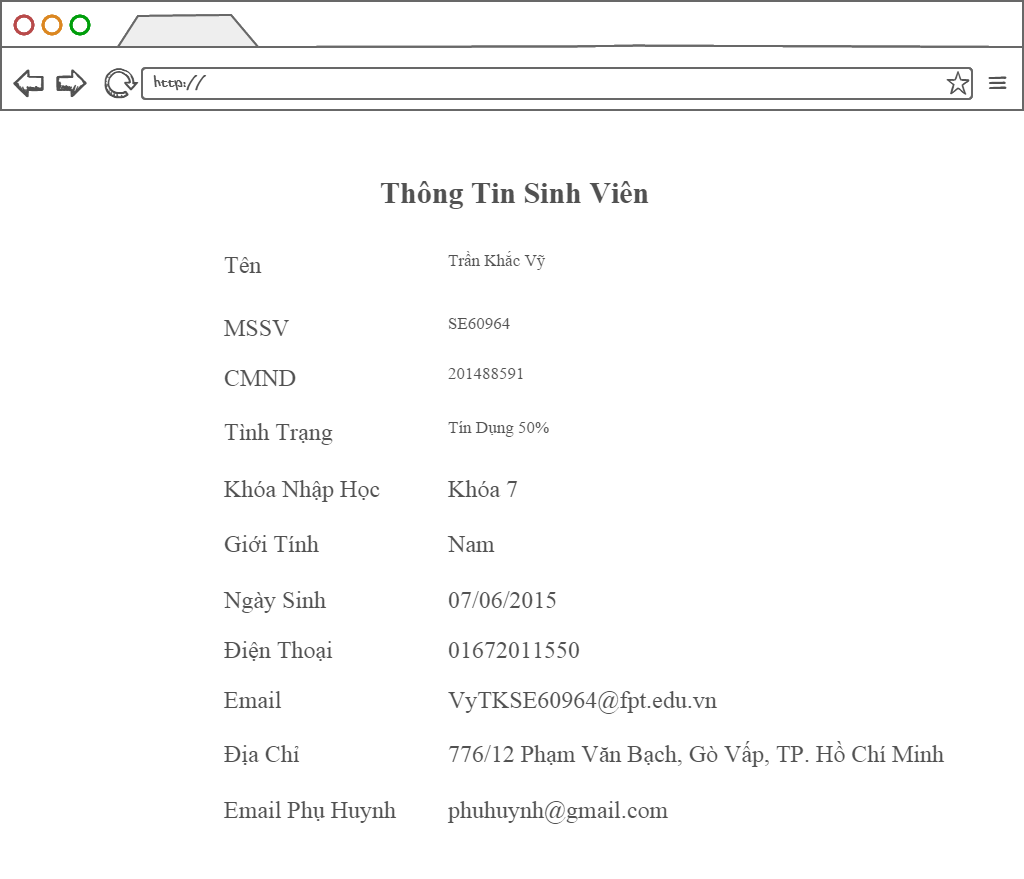 http://
Thông Tin Sinh Viên
Tên Trần Khắc Vỹ
MSSV SE60964
CMND 201488591
Tình Trạng Tín Dụng 50%
Khóa Nhập Học Khóa 7
Giới Tính Nam
Ngày Sinh 07/06/2015
Điện Thoại 01672011550
Email VyTKSE60964@fpt.edu.vn
Địa Chỉ 776/12 Phạm Văn Bạch, Gò Vấp, TP. Hồ Chí Minh
Email Phụ Huynh phuhuynh@gmail.com